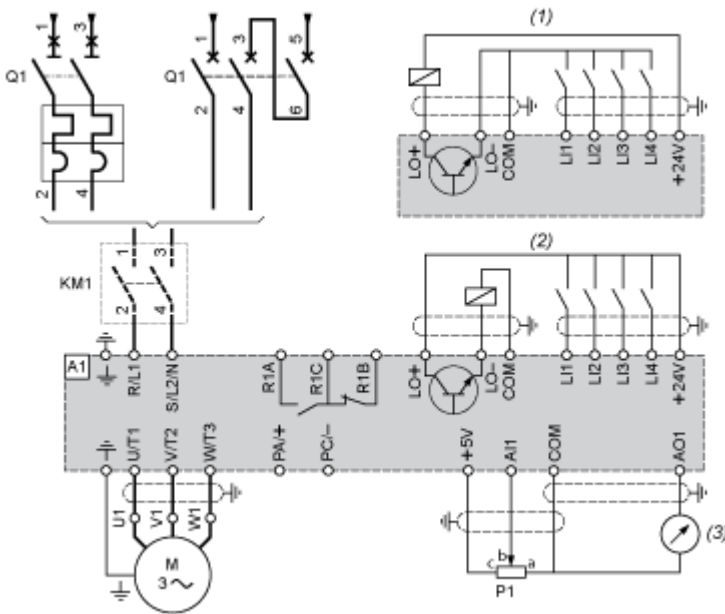 (1)
1 3 1 3 5
Q1 Q1
2 4 6
2 4
LO+ LO- COM LI1 LI2 LI3 LI4 +24V
(2)
1 3
KM1
2 4
A1
R/L1 S/L2/N R1A R1C R1B LO+ LO- COM LI1 LI2 LI3 LI4 +24V
U/T1 V/T2 W/T3 PA/+ PC/- +5V AI1 COM AO1
U1 V1 W1
(3)
c b a
P1
M
3~